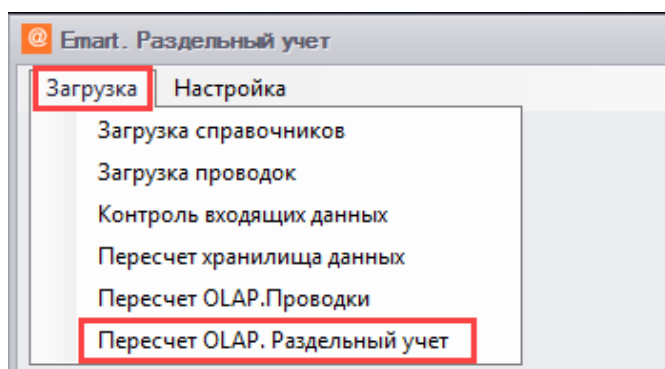 @ Emart. Раздельный учет
Загрузка Настройка
Загрузка справочников
Загрузка проводок
Контроль входящих данных
Пересчет хранилища данных
Пересчет OLAP.Проводки
Пересчет OLAP. Раздельный учет